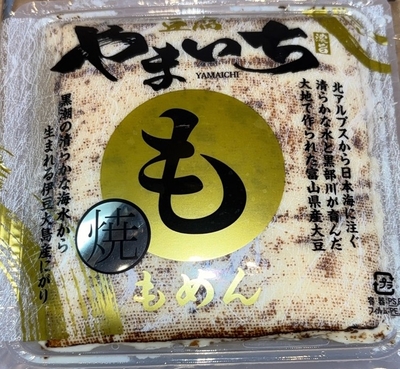 やまいち
YAMAICHI
北アルプスから日本海に注ぐ
清らかな水と黒部川が育んだ
大地で作られた富山県産大豆
も
焼
黒潮の清らかな海水から
生まれる伊豆大島産にがり
もめん
プラ